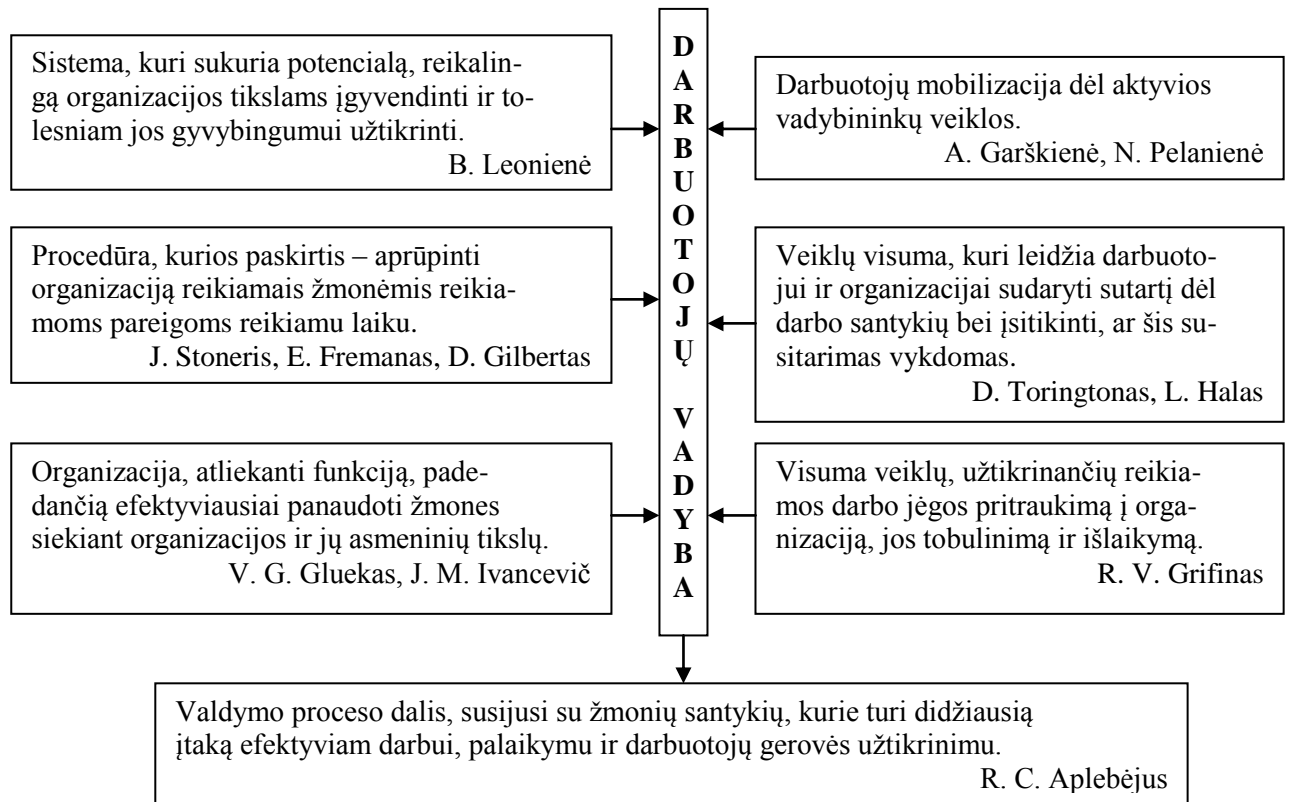 Sistema, kuri sukuria potencialą, reikalin-
gą organizacijos tikslams įgyvendinti ir to-
lesniam jos gyvybingumui užtikrinti.
B. Leonienė
Procedūra, kurios paskirtis – aprūpinti
organizaciją reikiamais žmonėmis reikia-
moms pareigoms reikiamu laiku.
J. Stoneris, E. Fremanas, D. Gilbertas
Organizacija, atliekanti funkciją, pade-
dančią efektyviausiai panaudoti žmones
siekiant organizacijos ir jų asmeninių tikslų.
V. G. Gluekas, J. M. Ivancevič
D
A
R
B
U
O
T
O
J
Ų
V
A
D
Y
B
A
Darbuotojų mobilizacija dėl aktyvios
vadybininkų veiklos.
A. Garškienė, N. Pelanienė
Veiklų visuma, kuri leidžia darbuoto-
jui ir organizacijai sudaryti sutartį dėl
darbo santykių bei įsitikinti, ar šis su-
sitarimas vykdomas.
D. Toringtonas, L. Halas
Visuma veiklų, užtikrinančių reikia-
mos darbo jėgos pritraukimą į orga-
nizaciją, jos tobulinimą ir išlaikymą.
R. V. Grifinas
Valdymo proceso dalis, susijusi su žmonių santykių, kurie turi didžiausią
įtaką efektyviam darbui, palaikymu ir darbuotojų gerovės užtikrinimu.
R. C. Aplebėjus